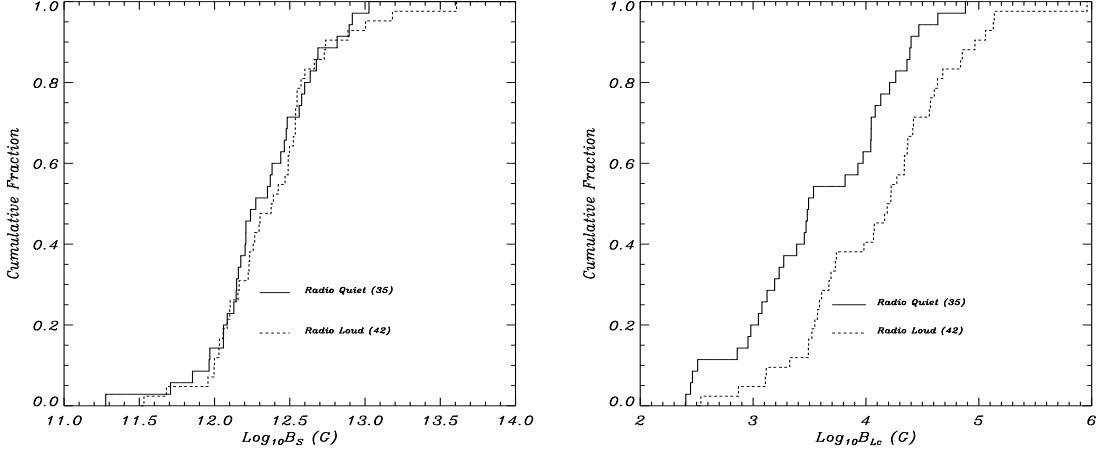 1.0
0.8
0.6
0.4
0.2
0.0
Cumulative Fraction
Radio Quiet (35)
Radio Loud (42)
11.0 11.5 12.0 12.5 13.0 13.5 14.0
Log10BS (G)
1.0
0.8
0.6
0.4
0.2
0.0
Cumulative Fraction
Radio Quiet (35)
Radio Loud (42)
2 3 4 5 6
Log10BLc (G)